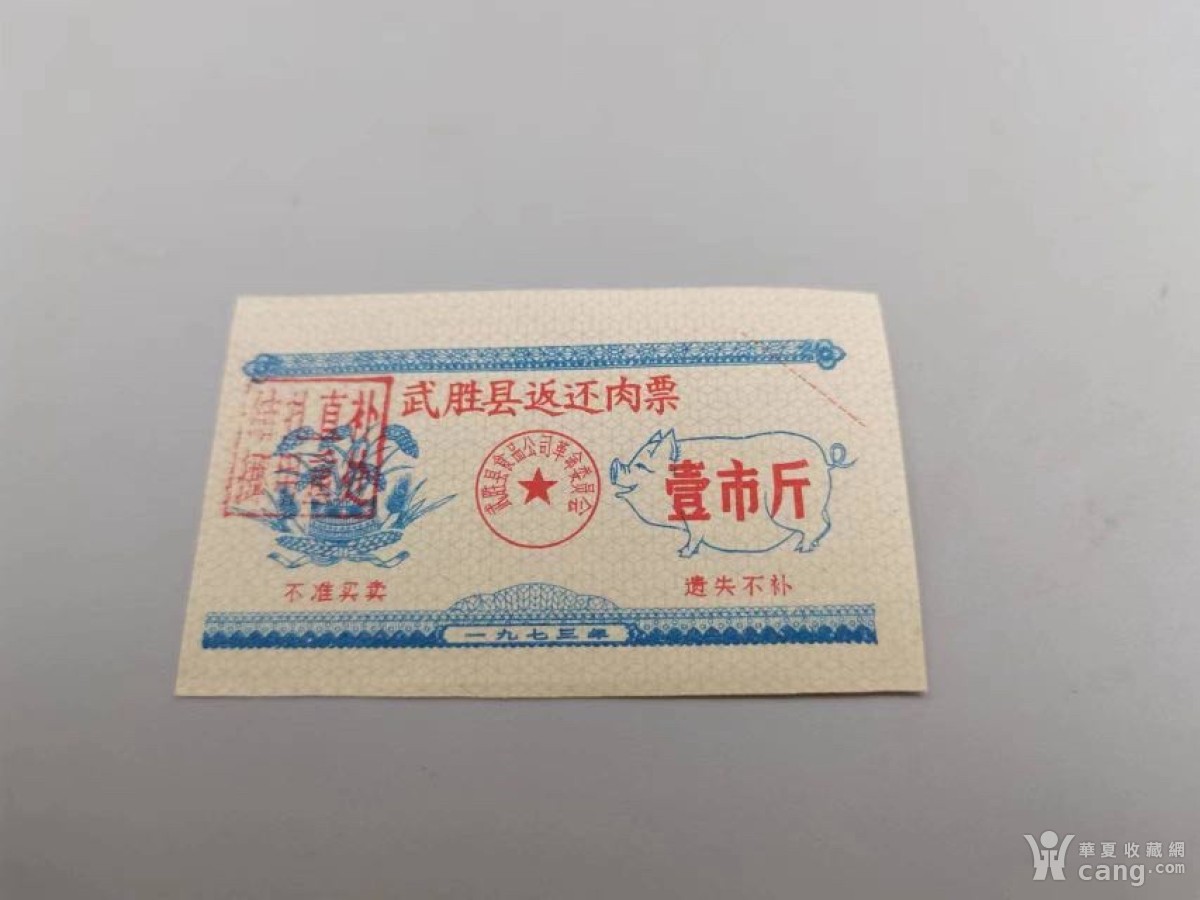 武胜县返还肉票
武胜县食品公司革命委员会
壹市斤
不准买卖
遗失不补
一九七三年
華夏收藏網
cang.com